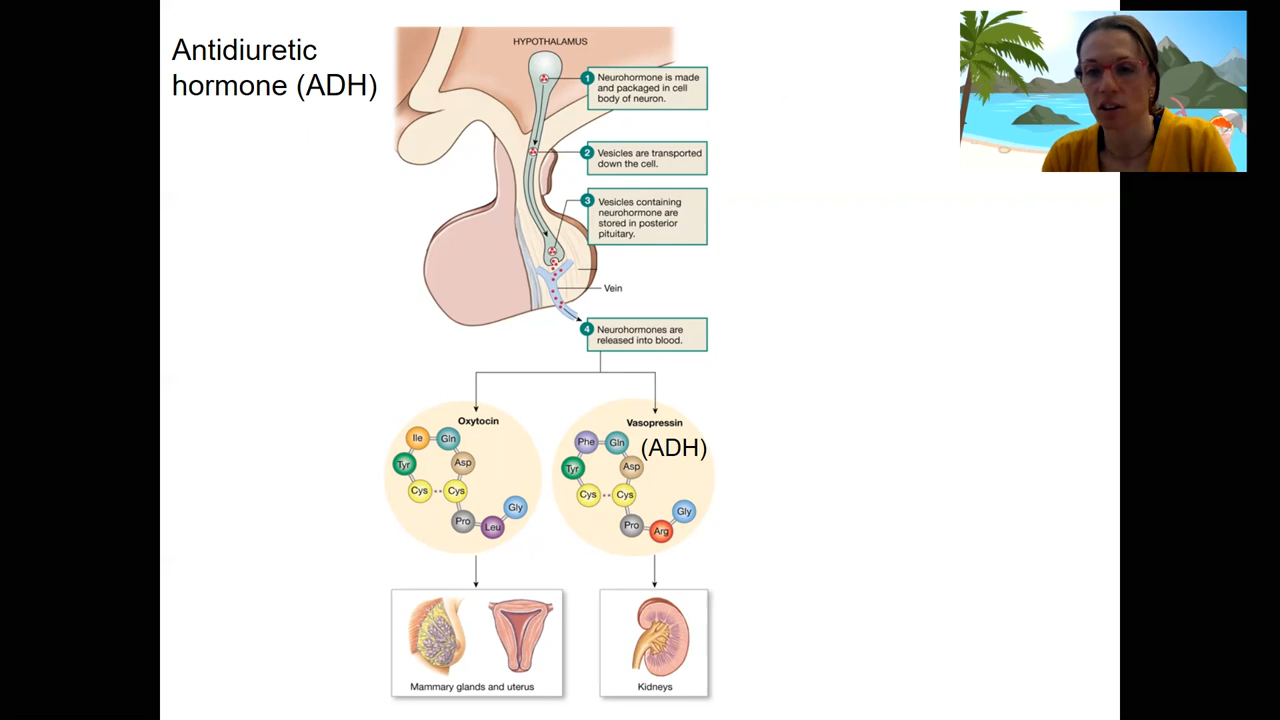 Antidiuretic
hormone (ADH)
HYPOTHALAMUS
1
Neurohormone is made
and packaged in cell
body of neuron.
2
Vesicles are transported
down the cell.
3
Vesicles containing
neurohormone are
stored in posterior
pituitary.
Vein
4
Neurohormones are
released into blood.
Oxytocin
Ile
Gln
Tyr
Asp
Cys
Cys
Pro
Leu
Gly
Vasopressin
(ADH)
Phe
Gln
Tyr
Asp
Cys
Cys
Pro
Arg
Gly
Mammary glands and uterus
Kidneys